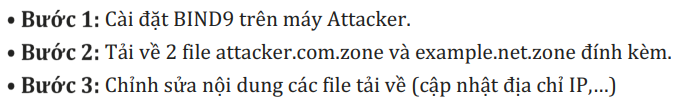 • Bước 1: Cài đặt BIND9 trên máy Attacker.
• Bước 2: Tải về 2 file attacker.com.zone và example.net.zone đính kèm.
• Bước 3: Chỉnh sửa nội dung các file tải về (cập nhật địa chỉ IP,...)